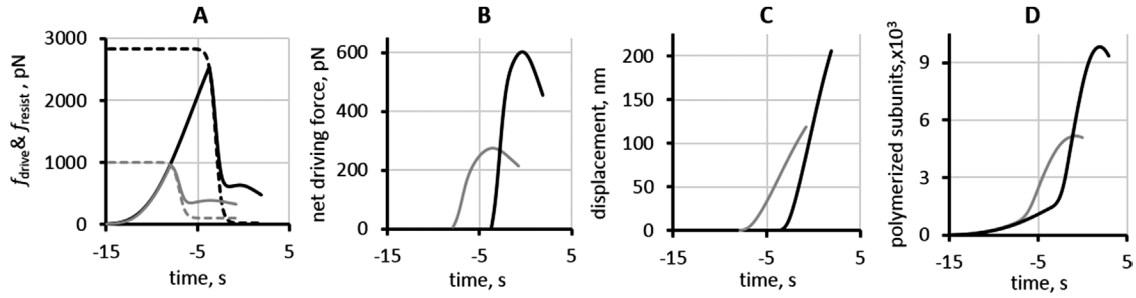 A
f drive & f resist , pN
3000
2000
1000
0
-15
-5
5
time, s
B
net driving force, pN
600
400
200
0
-15
-5
5
time, s
C
displacement, nm
200
150
100
50
0
-15
-5
5
time, s
D
polymerized subunits,x10³
9
6
3
0
-15
-5
5
time, s